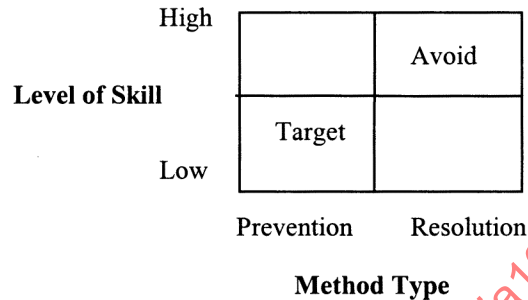 High
Avoid
Level of Skill
Target
Low
Prevention Resolution
Method Type